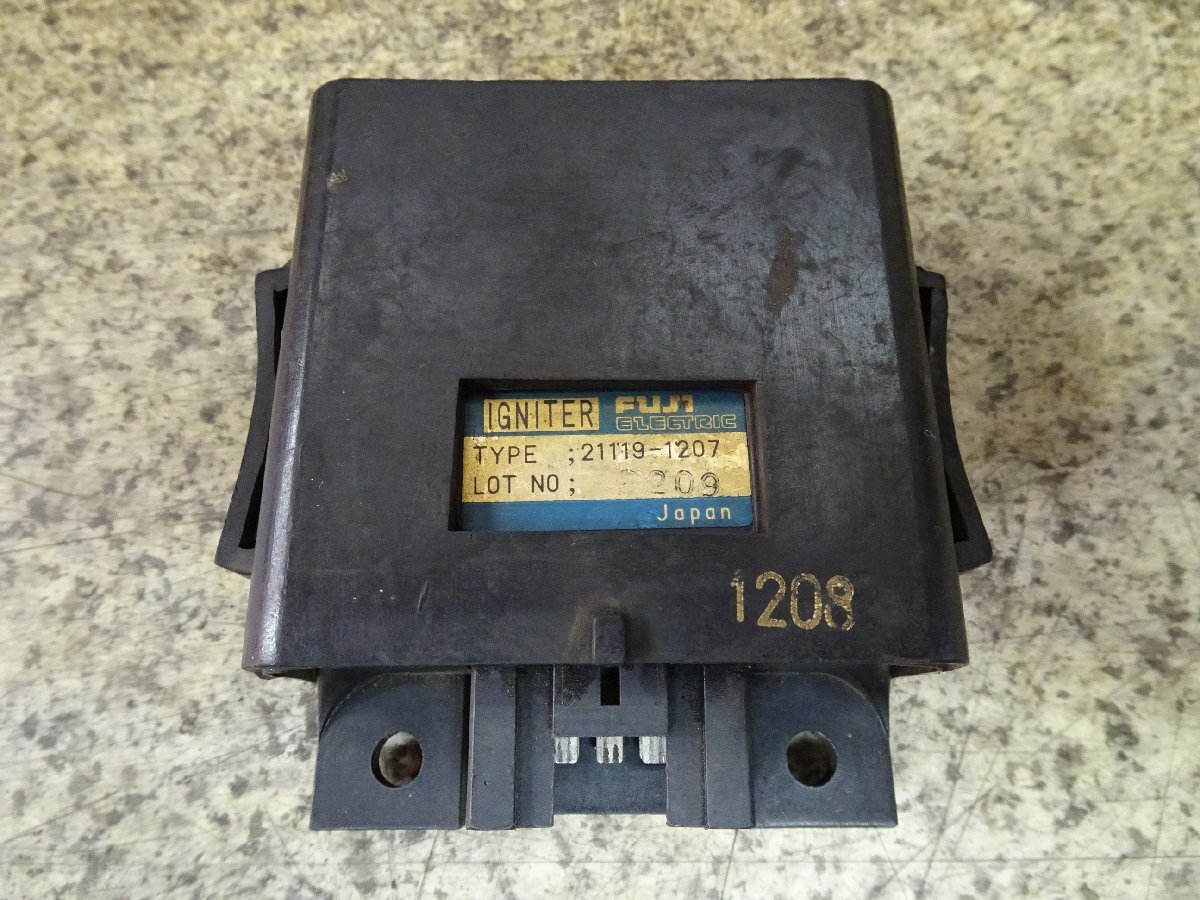 IGNITER FUJI
ELECTRIC
TYPE ;21119-1207
LOT NO; 209
Japan
1208